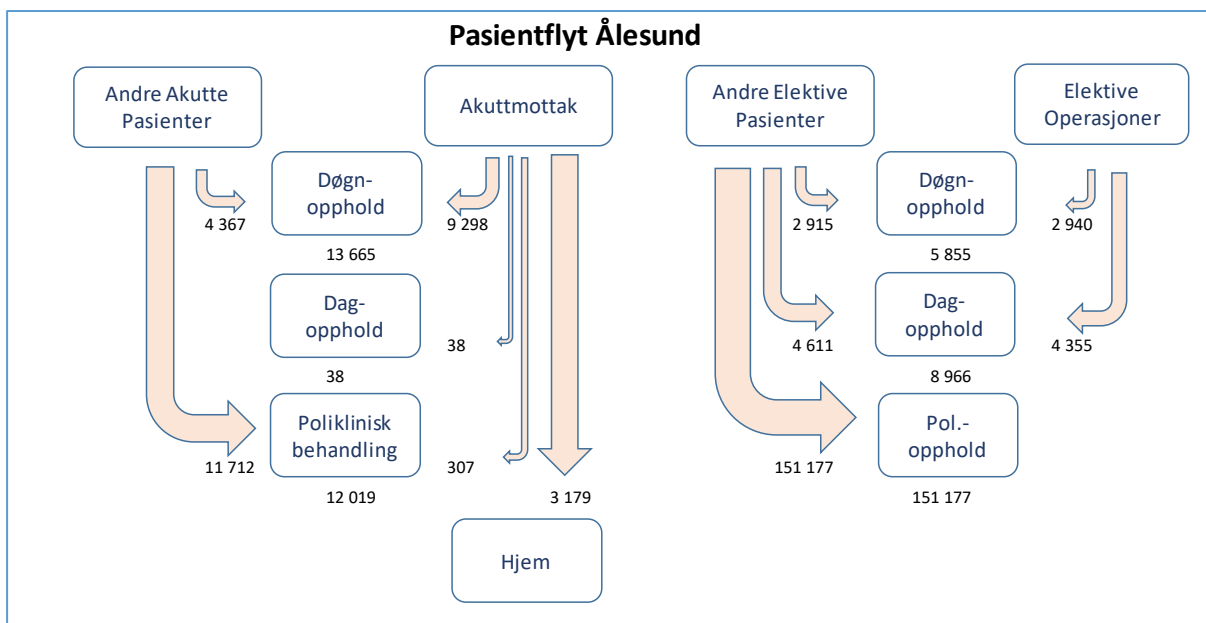 Pasientflyt Ålesund
Andre Akutte
Pasienter
Akuttmottak
Andre Elektive
Pasienter
Elektive
Operasjoner
Døgn-
opphold
4 367
9 298
13 665
Dag-
opphold
38
38
Poliklinisk
behandling
11 712
307
12 019
3 179
Hjem
Døgn-
opphold
2 915
2 940
5 855
Dag-
opphold
4 611
4 355
8 966
Pol.-
opphold
151 177
151 177